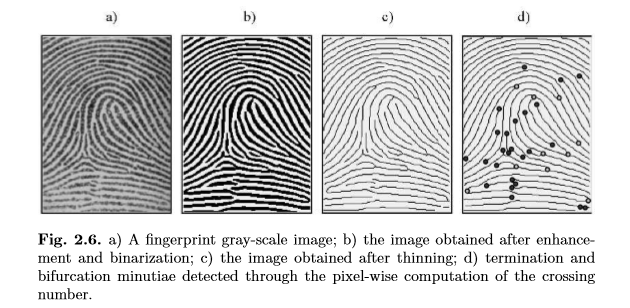 a) b) c) d)
Fig. 2.6. a) A fingerprint gray-scale image; b) the image obtained after enhance-
ment and binarization; c) the image obtained after thinning; d) termination and
bifurcation minutiae detected through the pixel-wise computation of the crossing
number.